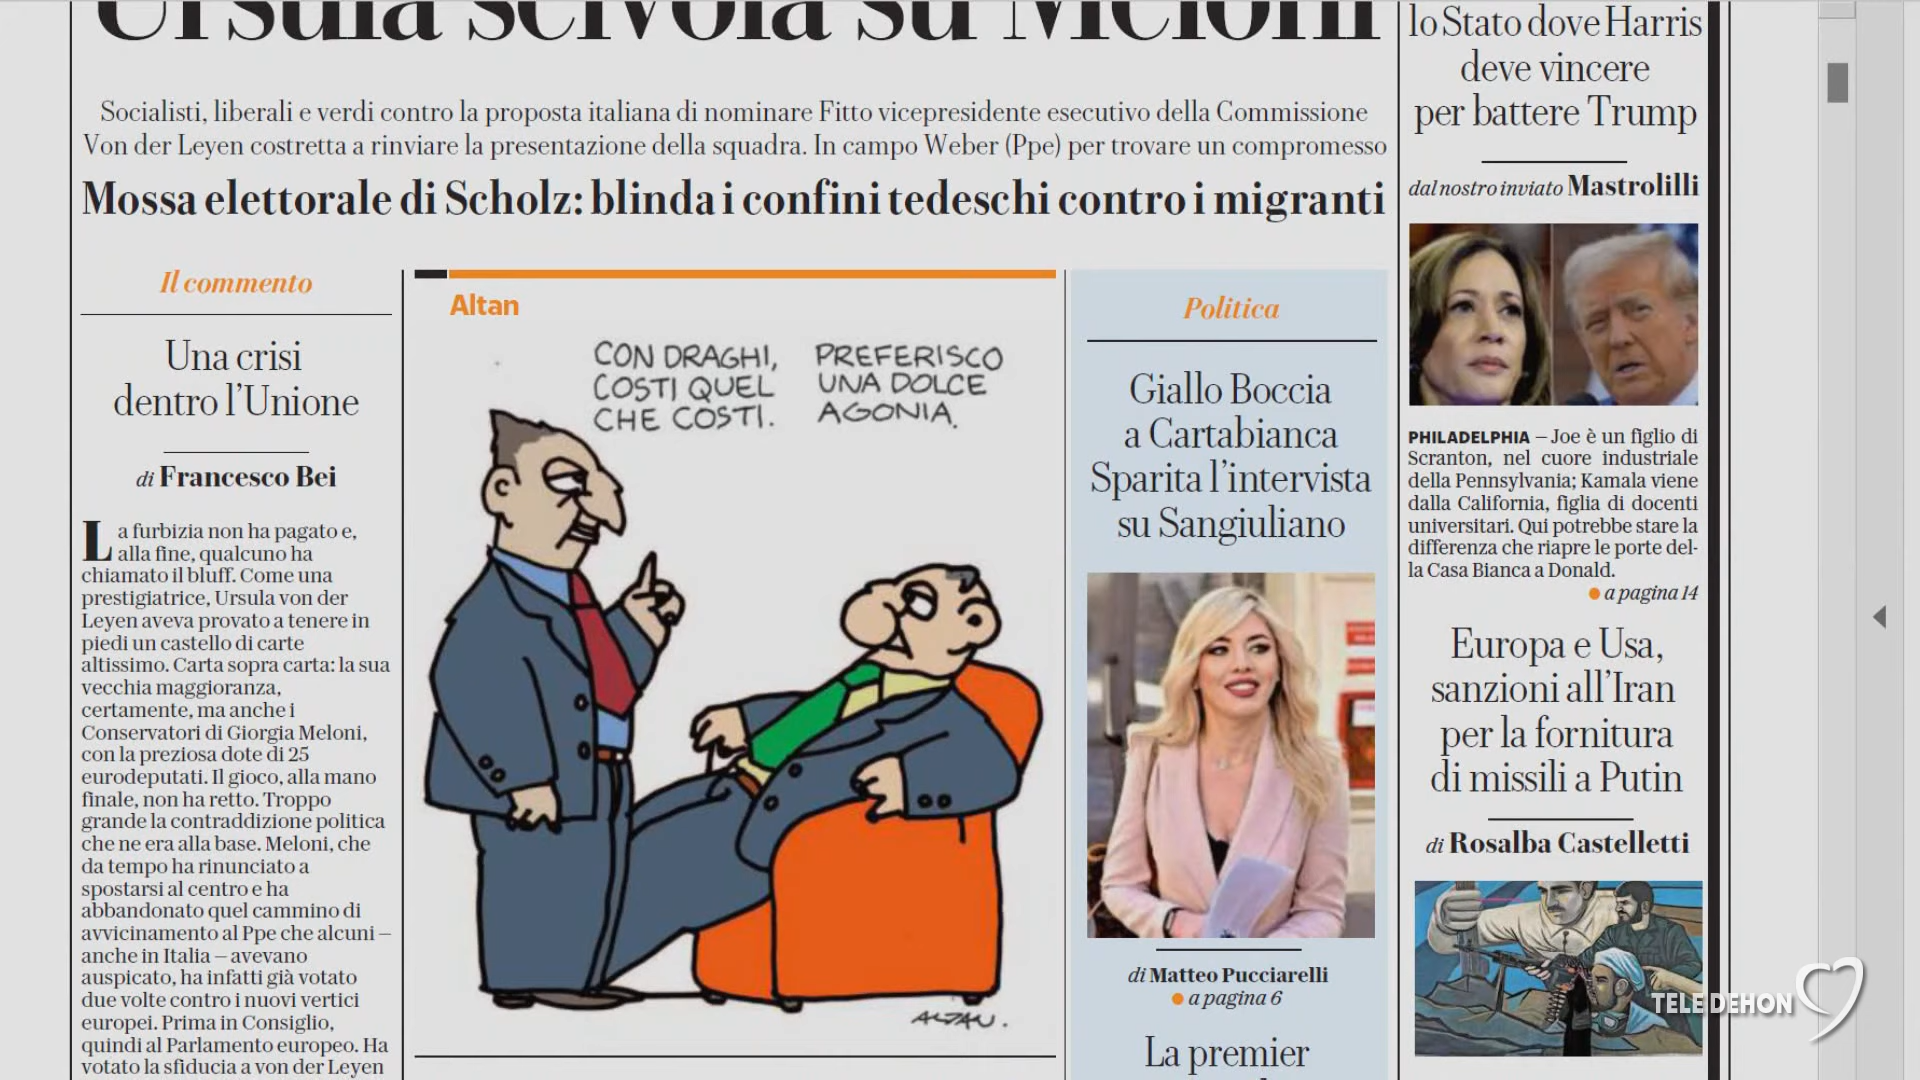 Ursula scivola su Meloni
Socialisti, liberali e verdi contro la proposta italiana di nominare Fitto vicepresidente esecutivo della Commissione
Von der Leyen costretta a rinviare la presentazione della squadra. In campo Weber (Ppe) per trovare un compromesso
Mossa elettorale di Scholz: blinda i confini tedeschi contro i migranti
Il commento
Una crisi
dentro l'Unione
di Francesco Bei
La furbizia non ha pagato e,
alla fine, qualcuno ha
chiamato il bluff. Come una
prestigiatrice, Ursula von der
Leyen aveva provato a tenere in
piedi un castello di carte
altissimo. Carta sopra carta: la sua
vecchia maggioranza,
certamente, ma anche i
Conservatori di Giorgia Meloni,
con la preziosa dote di 25
eurodeputati. Il gioco, alla mano
finale, non ha retto. Troppo
grande la contraddizione politica
che ne era alla base. Meloni, che
da tempo ha rinunciato a
spostarsi al centro e ha
abbandonato quel cammino di
avvicinamento al Ppe che alcuni –
anche in Italia – avevano
auspicato, ha infatti già votato
due volte contro i nuovi vertici
europei. Prima in Consiglio,
quindi al Parlamento europeo. Ha
votato la sfiducia a von der Leyen
Altan
CON DRAGHI,
COSTI QUEL
CHE COSTI.
PREFERISCO
UNA DOLCE
AGONIA.
ALTAN.
Politica
Giallo Boccia
a Cartabianca
Sparita l'intervista
su Sangiuliano
di Matteo Pucciarelli
● a pagina 6
La premier
lo Stato dove Harris
deve vincere
per battere Trump
dal nostro inviato Mastrolilli
PHILADELPHIA – Joe è un figlio di
Scranton, nel cuore industriale
della Pennsylvania; Kamala viene
dalla California, figlia di docenti
universitari. Qui potrebbe stare la
differenza che riapre le porte del-
la Casa Bianca a Donald.
● a pagina 14
Europa e Usa,
sanzioni all'Iran
per la fornitura
di missili a Putin
di Rosalba Castelletti
TELE DEHON